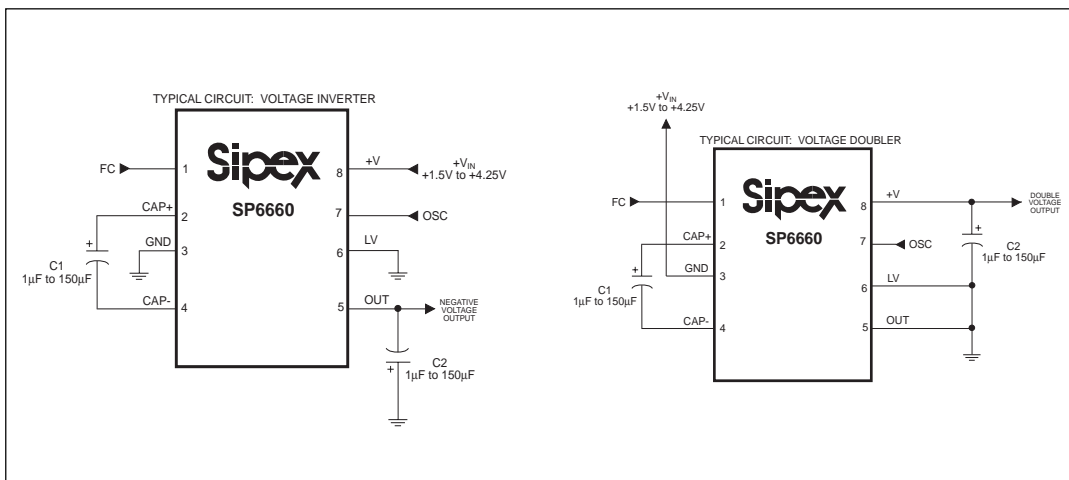 TYPICAL CIRCUIT: VOLTAGE INVERTER
Sipex
SP6660
FC
1
CAP+
2
GND
3
C1
1µF to 150µF
CAP-
4
8
+V
+VIN
+1.5V to +4.25V
7
OSC
6
LV
5
OUT
NEGATIVE
VOLTAGE
OUTPUT
+
+
C2
1µF to 150µF
+VIN
+1.5V to +4.25V
TYPICAL CIRCUIT: VOLTAGE DOUBLER
Sipex
SP6660
FC
1
CAP+
2
GND
3
+
C1
1µF to 150µF
CAP-
4
8
+V
DOUBLE
VOLTAGE
OUTPUT
7
OSC
+
C2
1µF to 150µF
6
LV
5
OUT